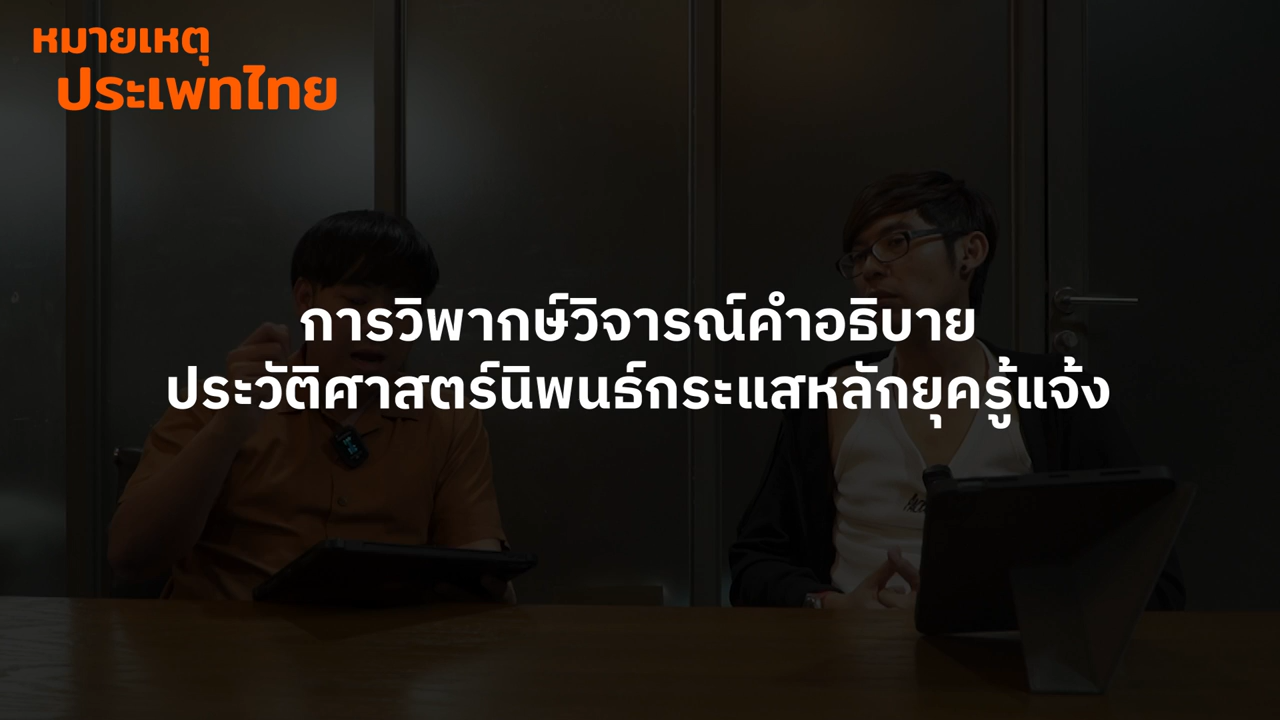 หมายเหตุ
ประเพทไทย
การวิพากษ์วิจารณ์คำอธิบาย
ประวัติศาสตร์นิพนธ์กระแสหลักยุครู้แจ้ง